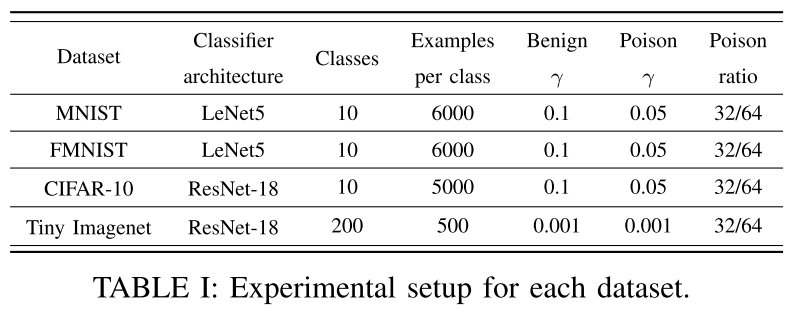 Dataset Classifier architecture Classes Examples per class Benign γ Poison γ Poison ratio
MNIST LeNet5 10 6000 0.1 0.05 32/64
FMNIST LeNet5 10 6000 0.1 0.05 32/64
CIFAR-10 ResNet-18 10 5000 0.1 0.05 32/64
Tiny Imagenet ResNet-18 200 500 0.001 0.001 32/64
TABLE I: Experimental setup for each dataset.